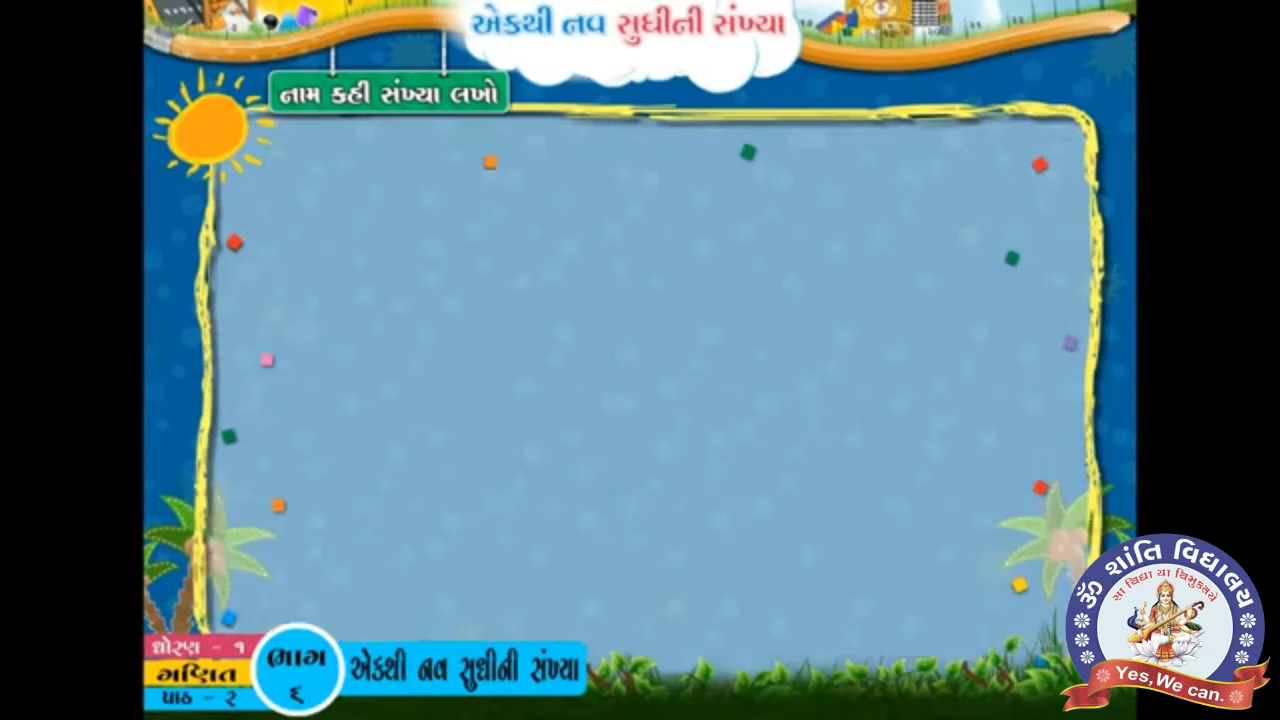 એકથી નવ સુધીની સંખ્યા
નામ કહી સંખ્યા લખો
ધોરણ - ૧
ગણિત
પાઠ - ૨
ભાગ
૬
એકથી નવ સુધીની સંખ્યા
ૐ શાંતિ વિદ્યાલય
સા વિદ્યા યા વિમુક્તયે
Yes, We can.